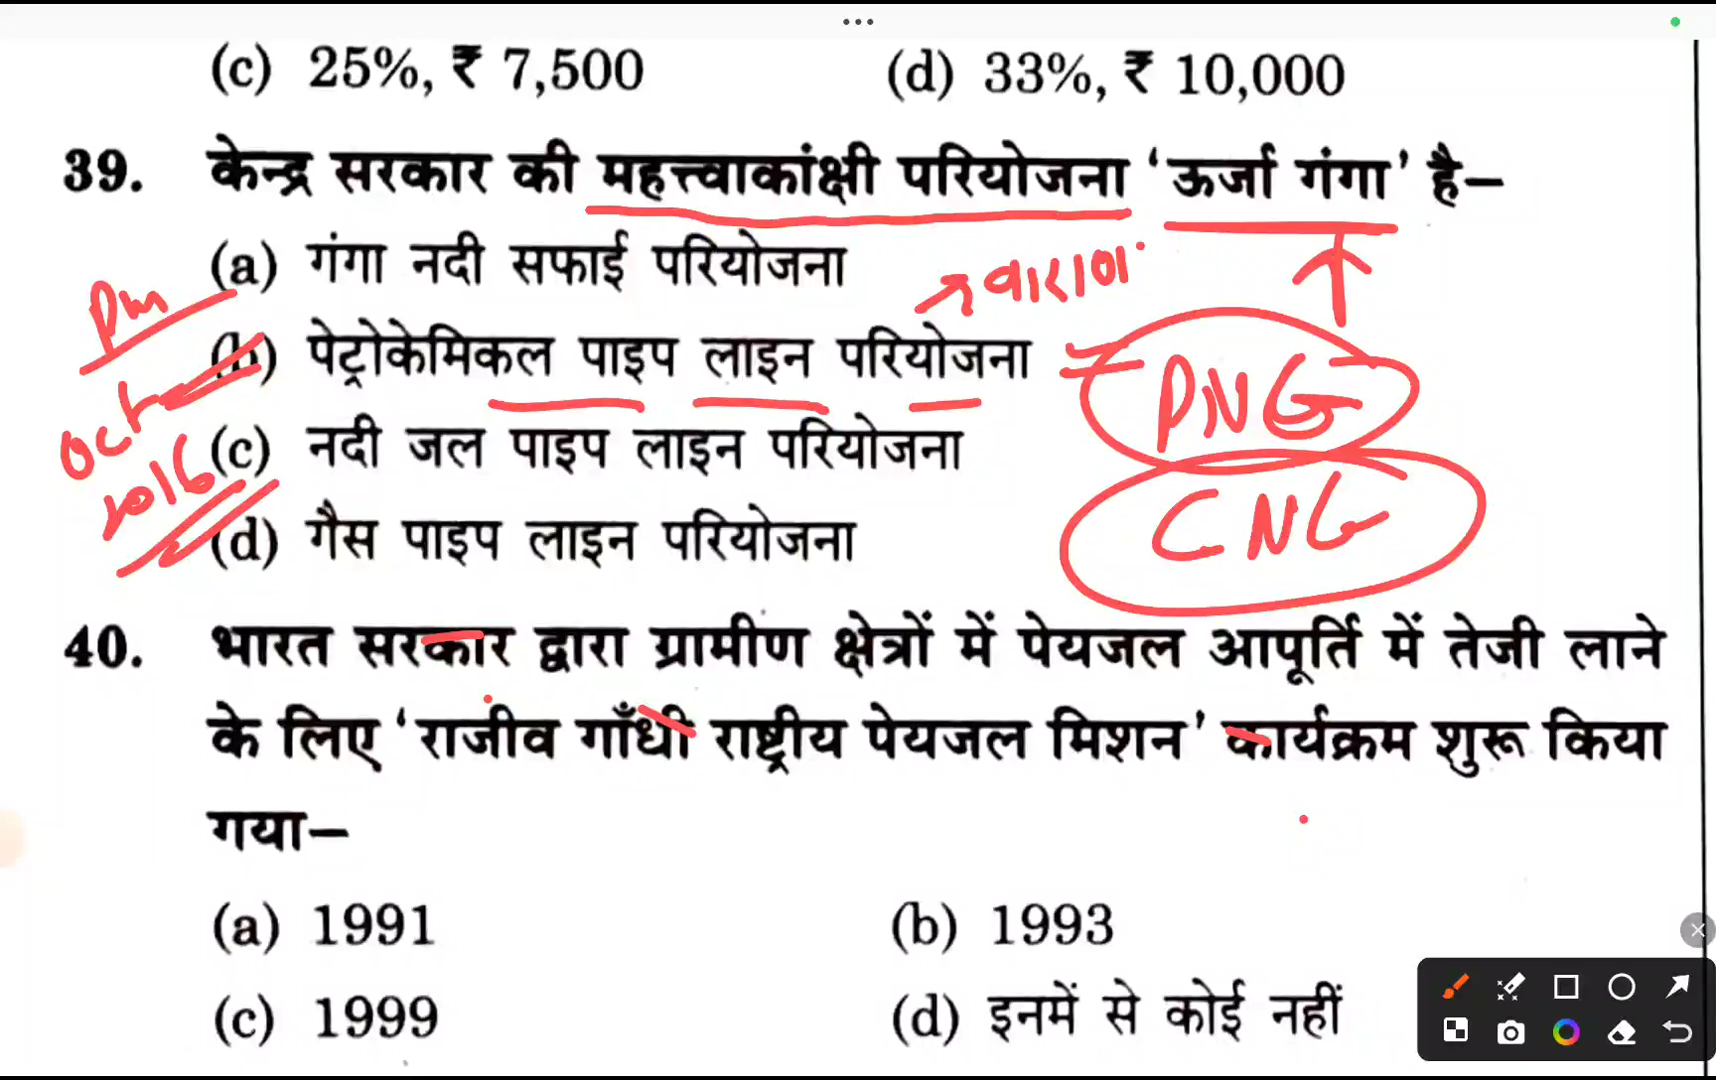 (c) 25%, ₹ 7,500 (d) 33%, ₹ 10,000
39. केन्द्र सरकार की महत्त्वाकांक्षी परियोजना ‘ऊर्जा गंगा’ है–
(a) गंगा नदी सफाई परियोजना
वाराण
Pm
(b) पेट्रोकेमिकल पाइप लाइन परियोजना
PNG
Oct
(c) नदी जल पाइप लाइन परियोजना
2016
CNG
(d) गैस पाइप लाइन परियोजना
40. भारत सरकार द्वारा ग्रामीण क्षेत्रों में पेयजल आपूर्ति में तेजी लाने
के लिए ‘राजीव गाँधी राष्ट्रीय पेयजल मिशन’ कार्यक्रम शुरू किया
गया–
(a) 1991 (b) 1993
(c) 1999 (d) इनमें से कोई नहीं